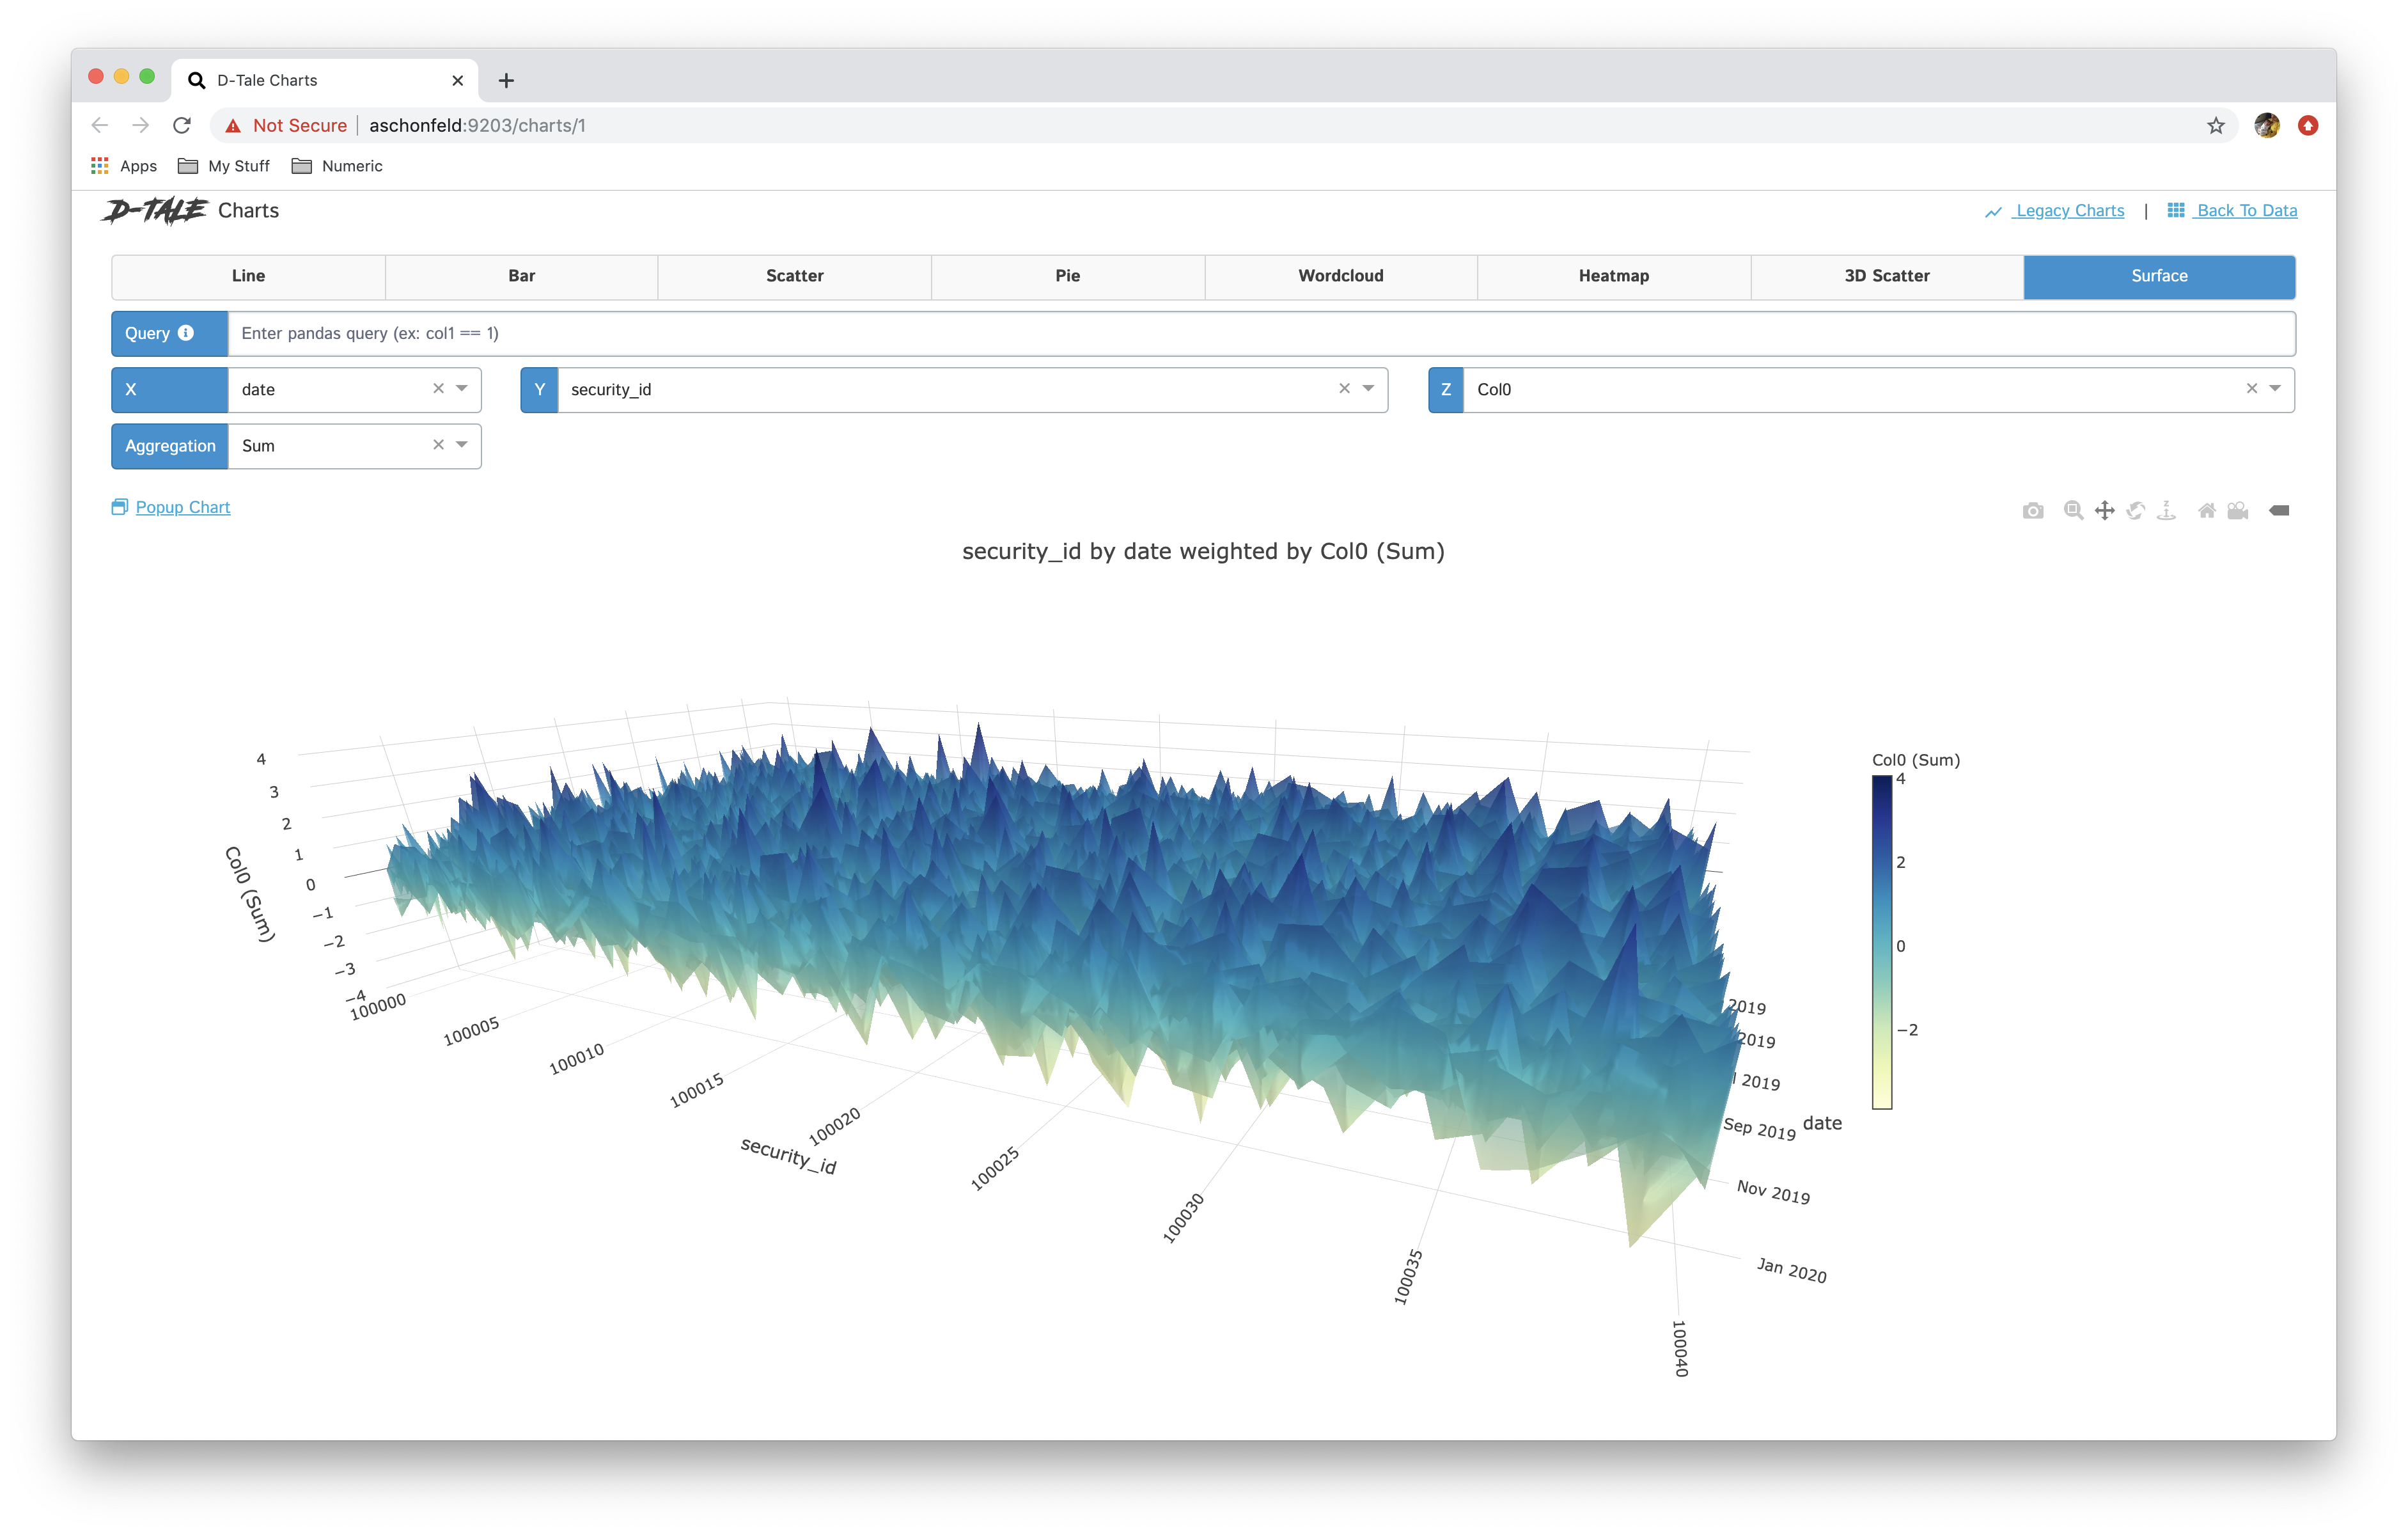 D-Tale Charts
Not Secure | aschonfeld:9203/charts/1
Apps My Stuff Numeric
D-TALE Charts Legacy Charts | Back To Data
Line Bar Scatter Pie Wordcloud Heatmap 3D Scatter Surface
Query Enter pandas query (ex: col1 == 1)
X date Y security_id Z Col0
Aggregation Sum
Popup Chart
security_id by date weighted by Col0 (Sum)
4
3
2
1
0
−1
−2
−3
−4
Col0 (Sum)
100000
100005
100010
100015
100020
100025
100030
100035
100040
security_id
2019
2019
l 2019
Sep 2019
Nov 2019
Jan 2020
date
Col0 (Sum)
4
2
0
−2